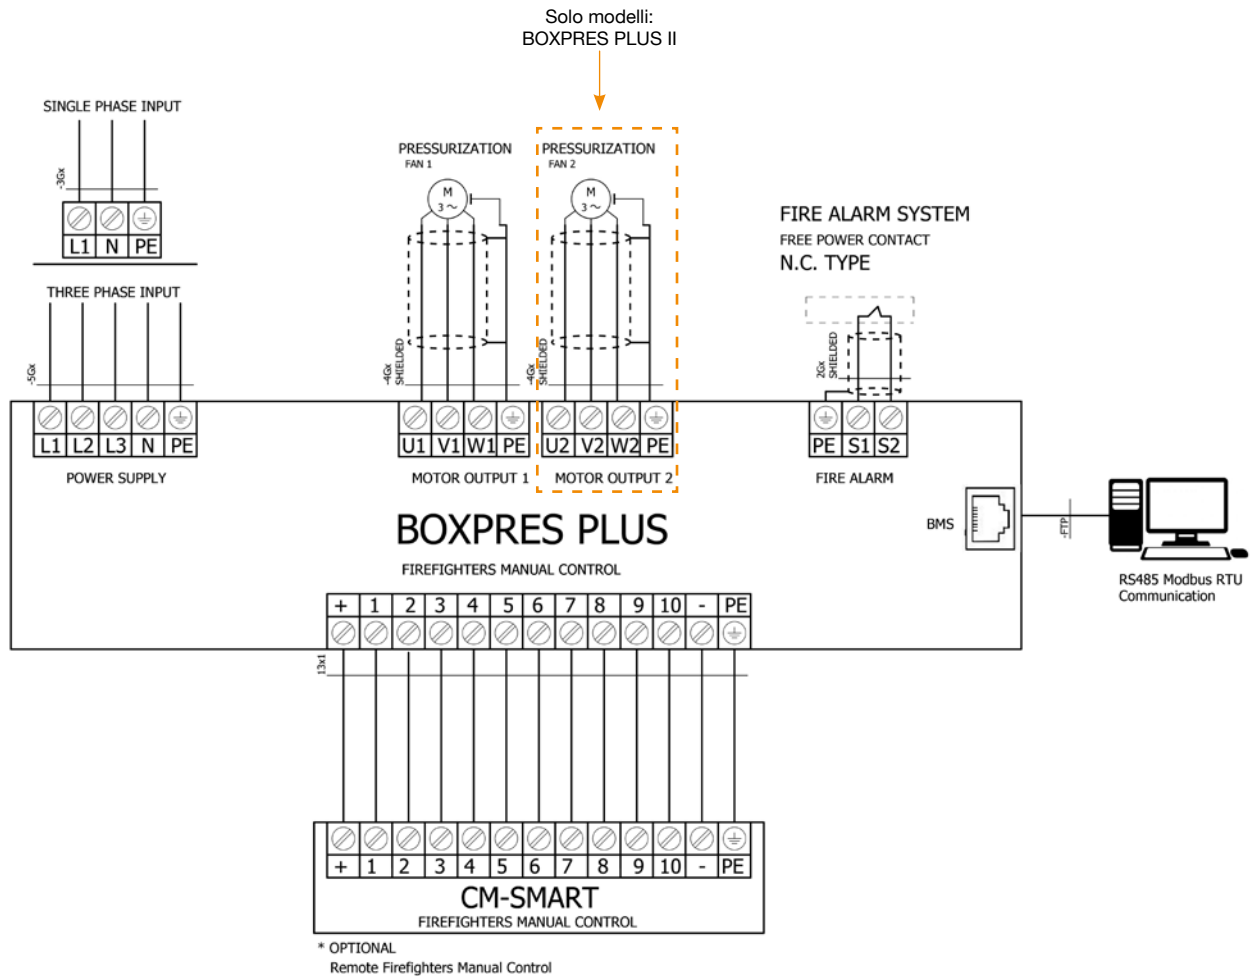 Solo modelli:
BOXPRES PLUS II
SINGLE PHASE INPUT
-3Gx
L1 N PE
THREE PHASE INPUT
-5Gx
L1 L2 L3 N PE
POWER SUPPLY
PRESSURIZATION
FAN 1
M
3~
-4Gx
SHIELDED
U1 V1 W1 PE
MOTOR OUTPUT 1
PRESSURIZATION
FAN 2
M
3~
-4Gx
SHIELDED
U2 V2 W2 PE
MOTOR OUTPUT 2
FIRE ALARM SYSTEM
FREE POWER CONTACT
N.C. TYPE
2Gx
SHIELDED
PE S1 S2
FIRE ALARM
BOXPRES PLUS
BMS
-FTP
RS485 Modbus RTU
Communication
FIREFIGHTERS MANUAL CONTROL
+ 1 2 3 4 5 6 7 8 9 10 - PE
13x1
+ 1 2 3 4 5 6 7 8 9 10 - PE
CM-SMART
FIREFIGHTERS MANUAL CONTROL
* OPTIONAL
Remote Firefighters Manual Control